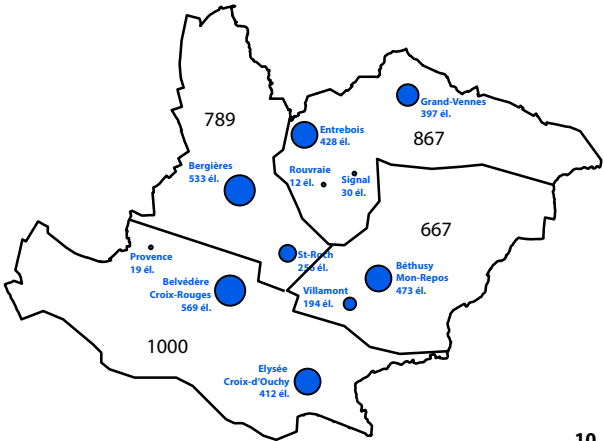 Grand-Vennes
397 él.
789
Entrebois
428 él.
867
Bergières
533 él.
Rouvraie
12 él.
Signal
30 él.
667
Provence
19 él.
St-Roch
256 él.
Belvédère
Croix-Rouges
569 él.
Villamont
194 él.
Béthusy
Mon-Repos
473 él.
1000
Elysée
Croix-d'Ouchy
412 él.
10